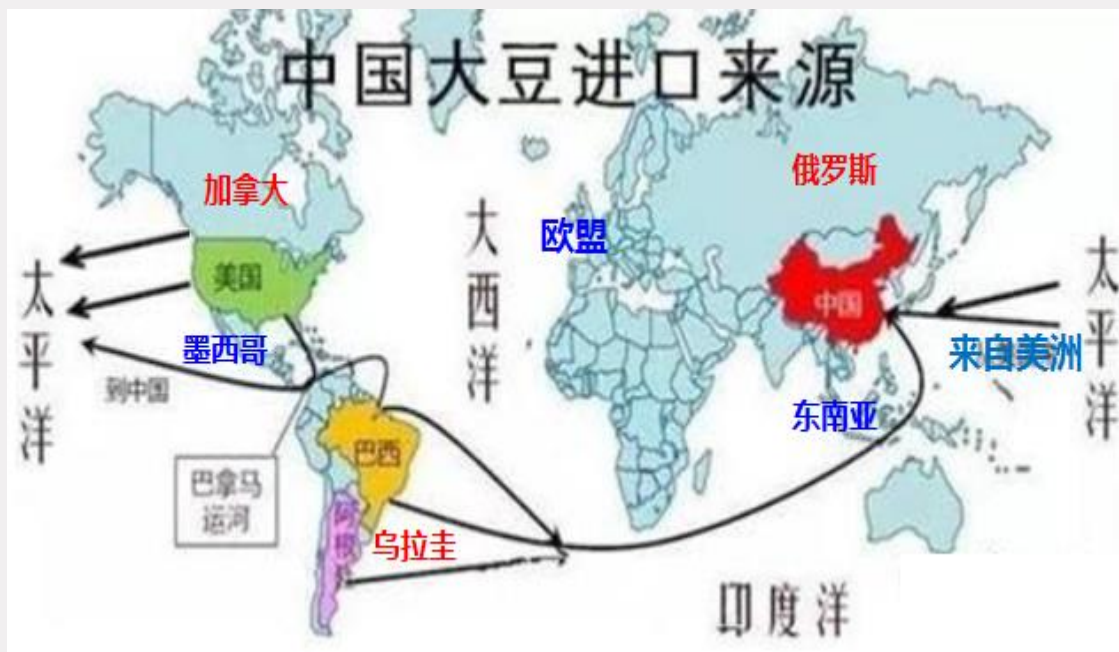 中国大豆进口来源
加拿大
俄罗斯
大西洋
欧盟
太平洋
美国
中国
太平洋
墨西哥
来自美洲
到中国
东南亚
巴西
巴拿马
运河
阿根
乌拉圭
印度洋